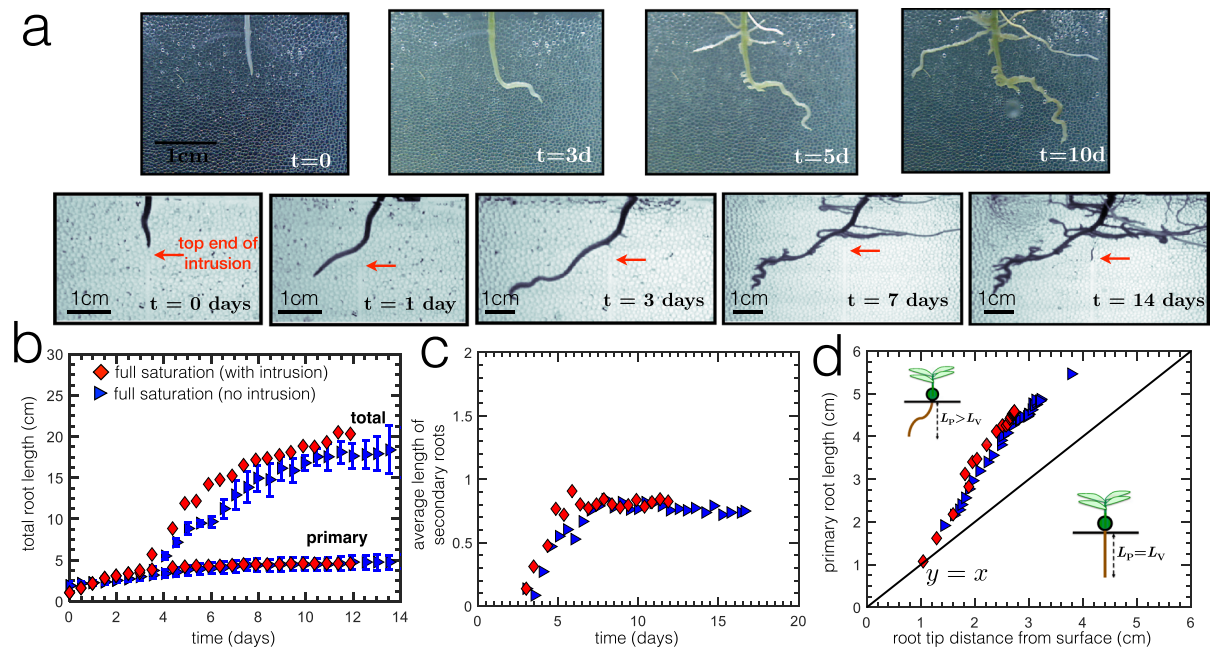 a
1cm
t=0
t=3d
t=5d
t=10d
top end of
intrusion
1cm
t = 0 days
1cm
t = 1 day
1cm
t = 3 days
1cm
t = 7 days
1cm
t = 14 days
b
total root length (cm)
30
25
20
15
10
5
0
full saturation (with intrusion)
full saturation (no intrusion)
total
primary
0 2 4 6 8 10 12 14
time (days)
c
average length of
secondary roots
2
1.5
1
0.5
0
0 5 10 15 20
time (days)
d
primary root length (cm)
6
5
4
3
2
1
0
LP>LV
LP=LV
y = x
0 1 2 3 4 5 6
root tip distance from surface (cm)